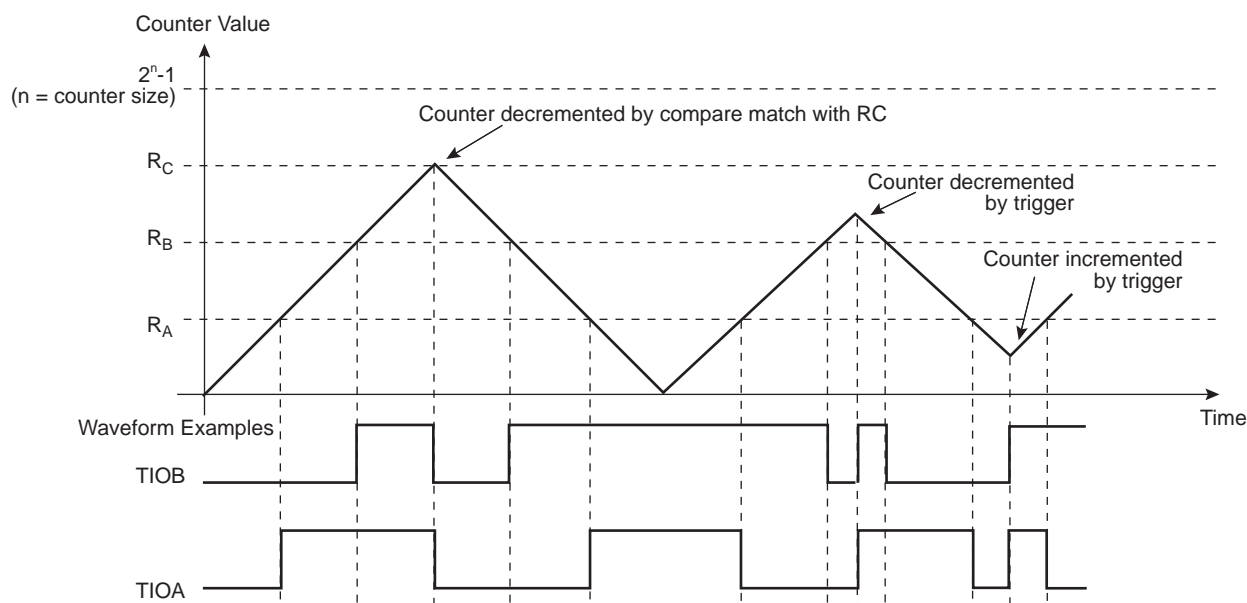 Counter Value
2ⁿ-1
(n = counter size)
Counter decremented by compare match with RC
R_C
Counter decremented
by trigger
R_B
Counter incremented
by trigger
R_A
Time
Waveform Examples
TIOB
TIOA